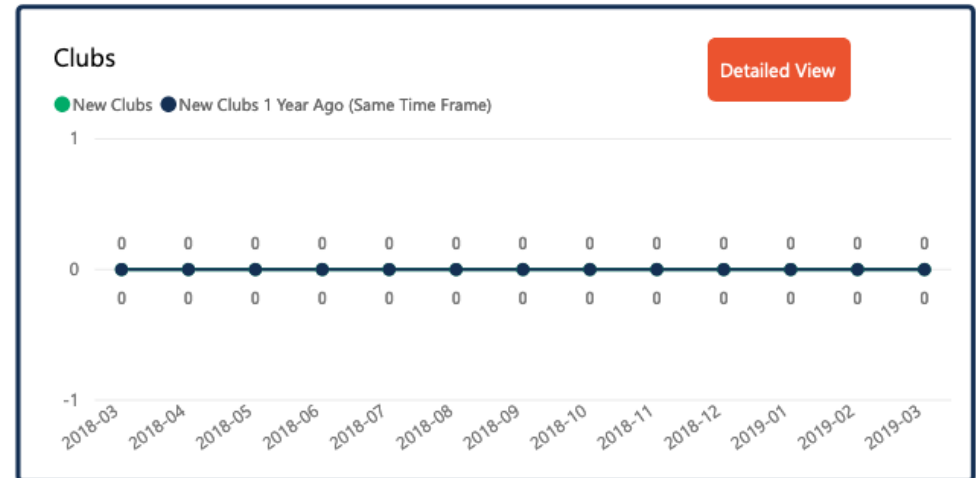 Clubs
Detailed View
New Clubs New Clubs 1 Year Ago (Same Time Frame)
1
0 0 0 0 0 0 0 0 0 0 0 0 0
0
0 0 0 0 0 0 0 0 0 0 0 0 0
-1
2018-03 2018-04 2018-05 2018-06 2018-07 2018-08 2018-09 2018-10 2018-11 2018-12 2019-01 2019-02 2019-03